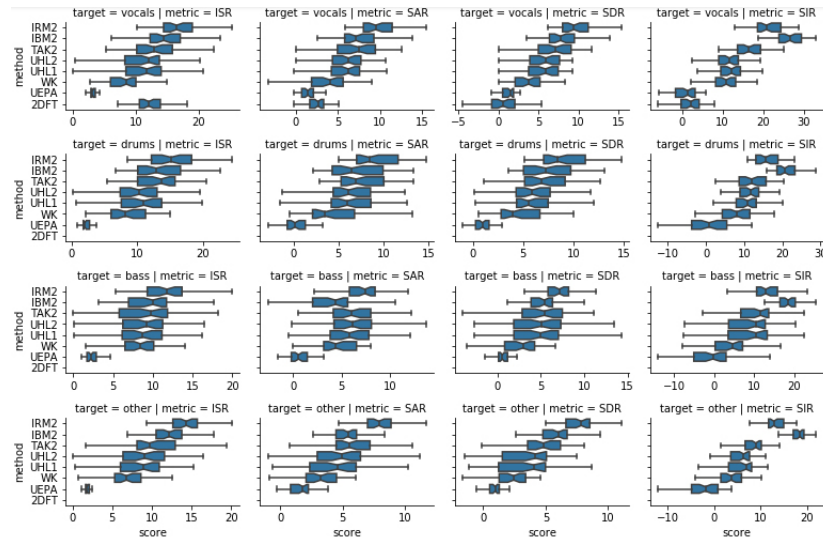 target = vocals | metric = ISR
target = vocals | metric = SAR
target = vocals | metric = SDR
target = vocals | metric = SIR
method
IRM2
IBM2
TAK2
UHL2
UHL1
WK
UEPA
2DFT
0 10 20
0 5 10 15
−5 0 5 10 15
0 10 20 30
target = drums | metric = ISR
target = drums | metric = SAR
target = drums | metric = SDR
target = drums | metric = SIR
method
IRM2
IBM2
TAK2
UHL2
UHL1
WK
UEPA
2DFT
0 10 20
0 5 10 15
0 5 10 15
−10 0 10 20 30
target = bass | metric = ISR
target = bass | metric = SAR
target = bass | metric = SDR
target = bass | metric = SIR
method
IRM2
IBM2
TAK2
UHL2
UHL1
WK
UEPA
2DFT
0 5 10 15 20
0 5 10
0 5 10 15
−10 0 10 20
target = other | metric = ISR
target = other | metric = SAR
target = other | metric = SDR
target = other | metric = SIR
method
IRM2
IBM2
TAK2
UHL2
UHL1
WK
UEPA
2DFT
0 5 10 15 20
0 5 10
0 5 10
−10 0 10 20
score
score
score
score